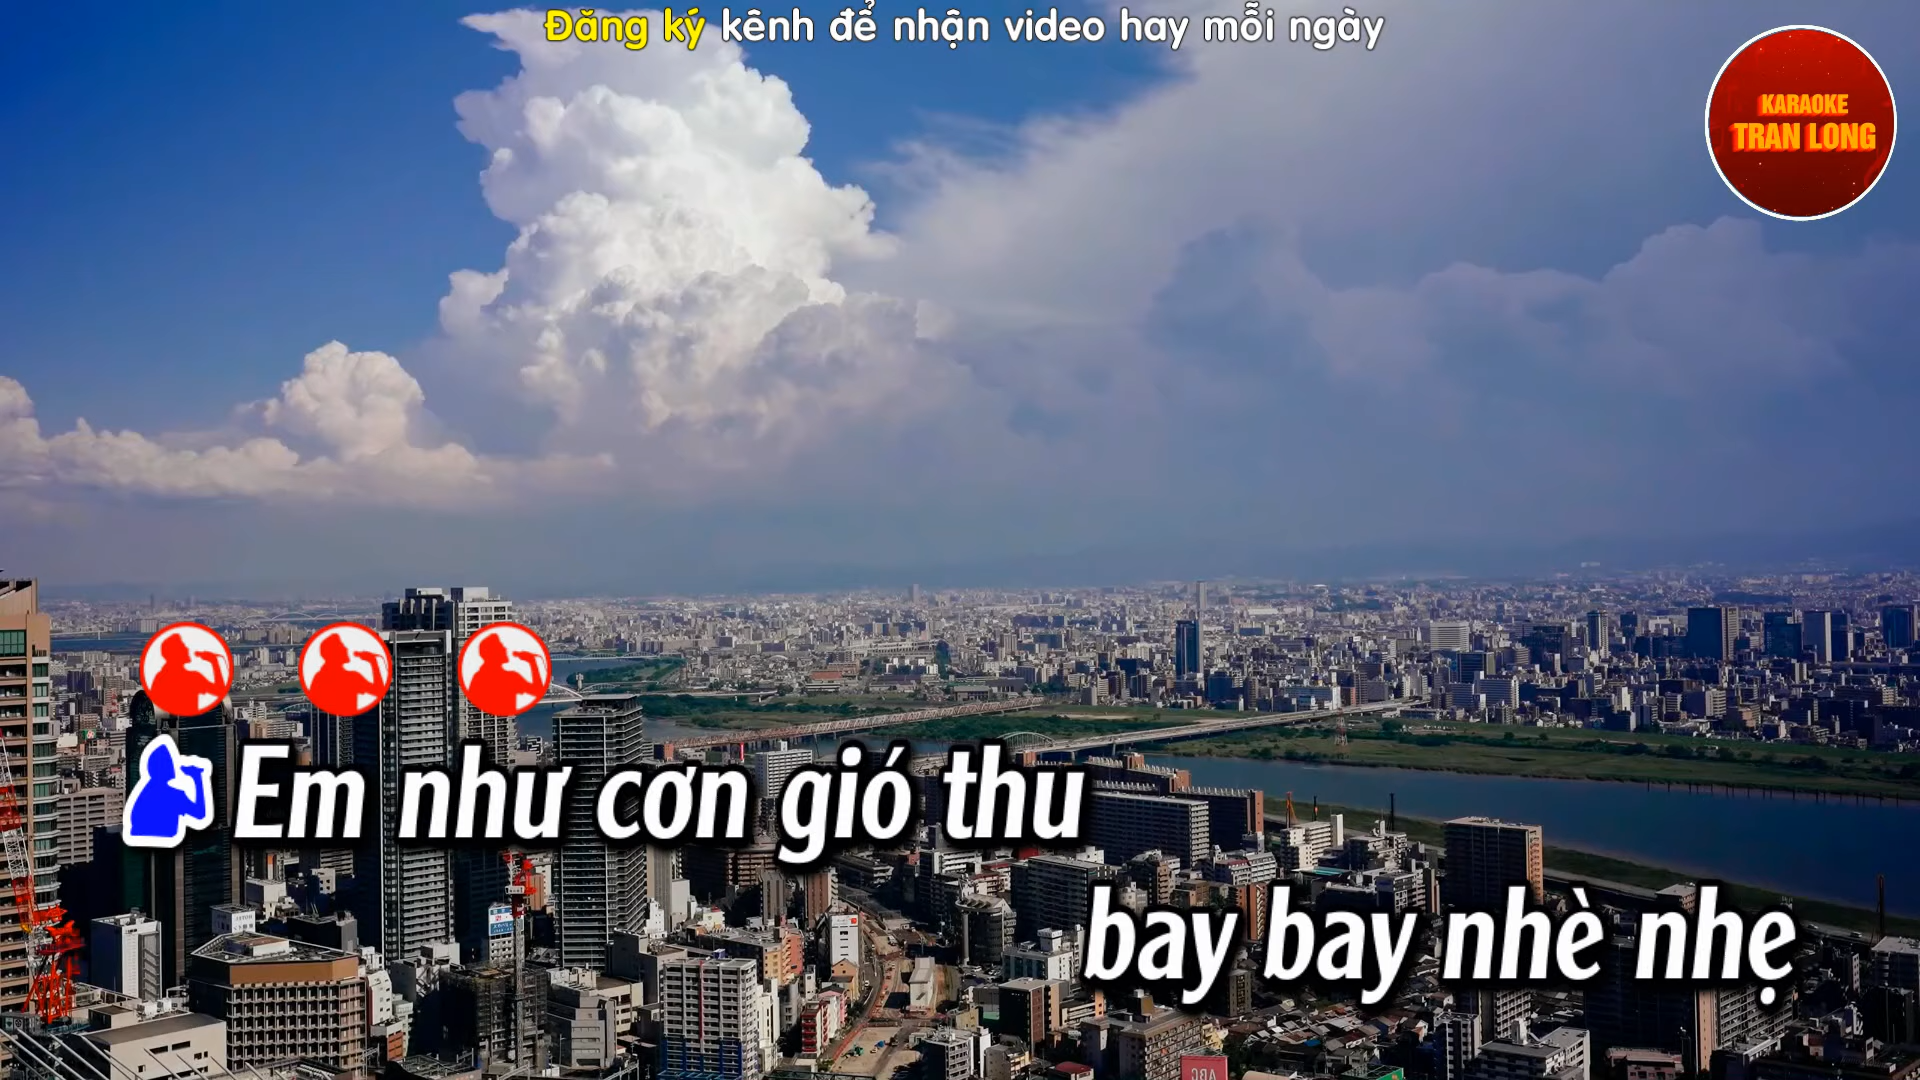 Đăng ký kênh để nhận video hay mỗi ngày
KARAOKE
TRAN LONG
Em như cơn gió thu
bay bay nhè nhẹ